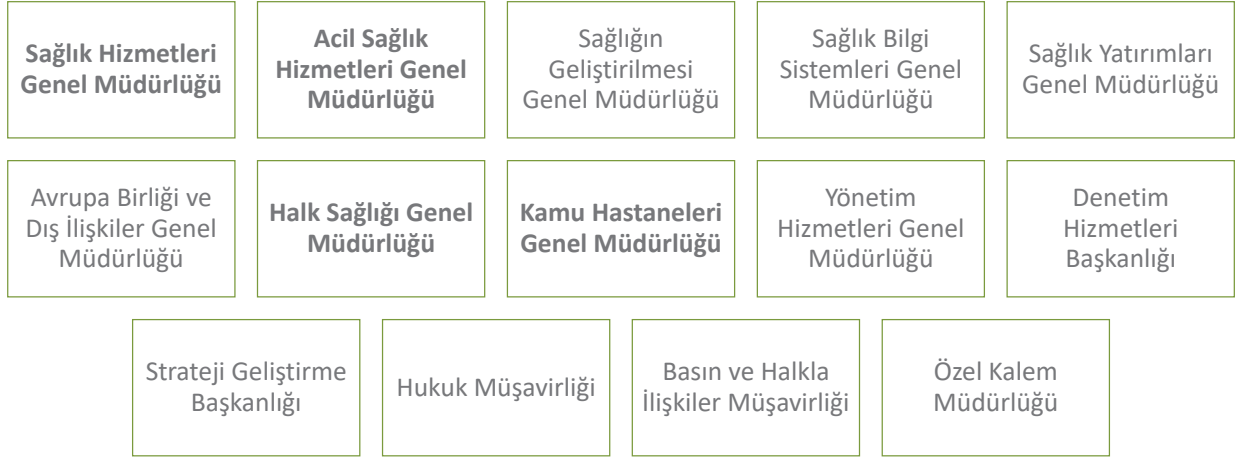 Sağlık Hizmetleri
Genel Müdürlüğü
Acil Sağlık
Hizmetleri Genel
Müdürlüğü
Sağlığın
Geliştirilmesi
Genel Müdürlüğü
Sağlık Bilgi
Sistemleri Genel
Müdürlüğü
Sağlık Yatırımları
Genel Müdürlüğü
Avrupa Birliği ve
Dış İlişkiler Genel
Müdürlüğü
Halk Sağlığı Genel
Müdürlüğü
Kamu Hastaneleri
Genel Müdürlüğü
Yönetim
Hizmetleri Genel
Müdürlüğü
Denetim
Hizmetleri
Başkanlığı
Strateji Geliştirme
Başkanlığı
Hukuk Müşavirliği
Basın ve Halkla
İlişkiler Müşavirliği
Özel Kalem
Müdürlüğü